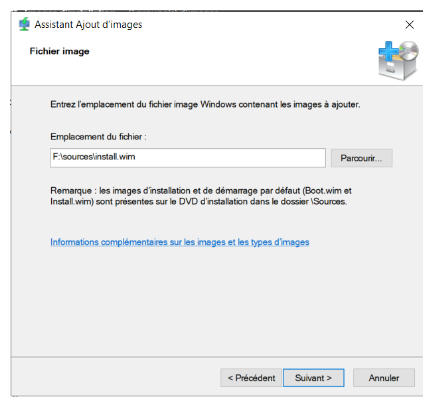 Assistant Ajout d'images
Fichier image
Entrez l'emplacement du fichier image Windows contenant les images à ajouter.
Emplacement du fichier :
F:\sources\install.wim
Parcourir...
Remarque : les images d'installation et de démarrage par défaut (Boot.wim et
Install.wim) sont présentes sur le DVD d'installation dans le dossier \Sources.
Informations complémentaires sur les images et les types d'images
< Précédent
Suivant >
Annuler